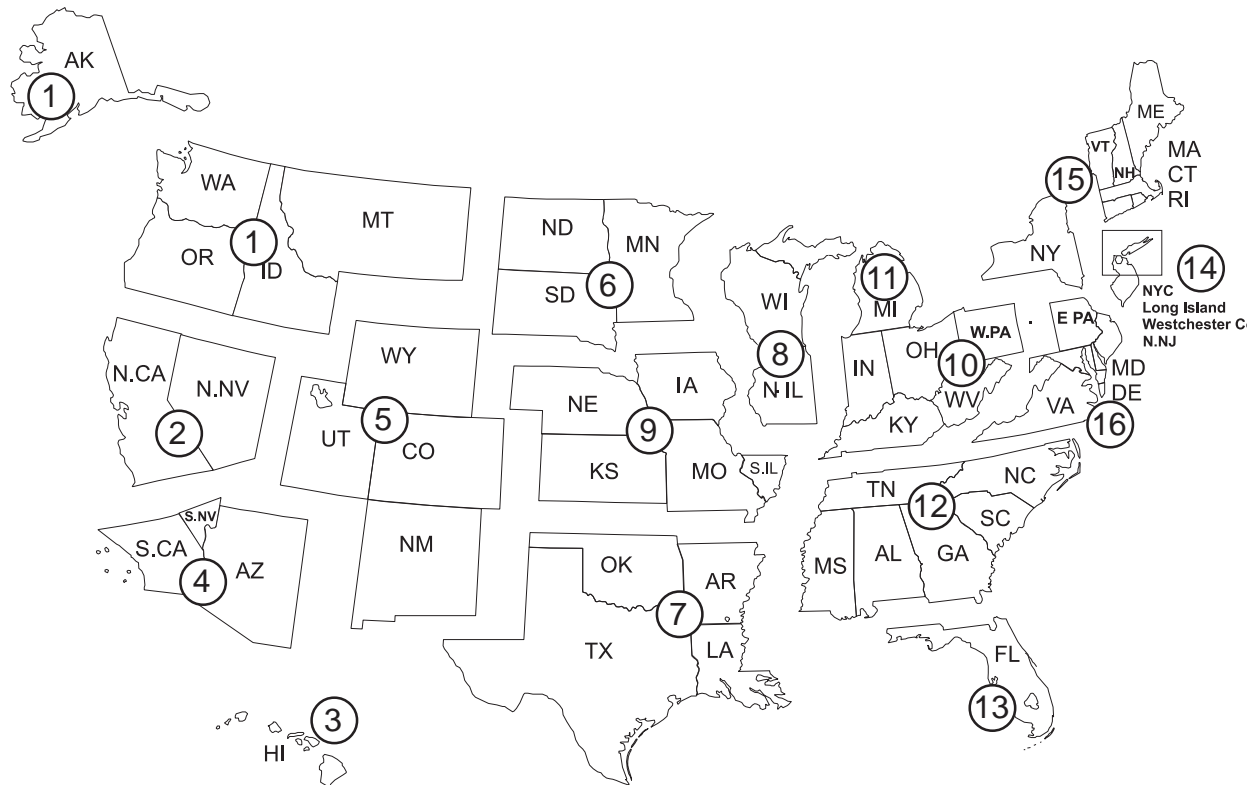 AK
1
ME
VT
NH
MA
CT
RI
15
WA
MT
ND
MN
1
OR
ID
NY
14
SD
6
WI
11
MI
NYC
Long Island
Westchester C
N.NJ
E PA
W.PA
OH
10
WY
8
IN
MD
DE
N.CA
N.NV
IA
N. IL
WV
VA
NE
16
5
KY
2
UT
CO
9
KS
MO
S.IL
TN
NC
12
S.NV
SC
S.CA
NM
OK
AR
MS
AL
GA
4
AZ
7
TX
LA
FL
13
3
HI